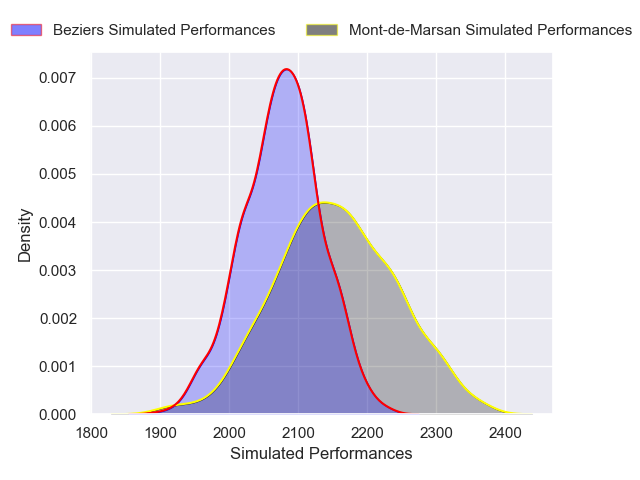 Beziers Simulated Performances
Mont-de-Marsan Simulated Performances
0.007
0.006
0.005
0.004
0.003
0.002
0.001
0.000
Density
1800 1900 2000 2100 2200 2300 2400
Simulated Performances